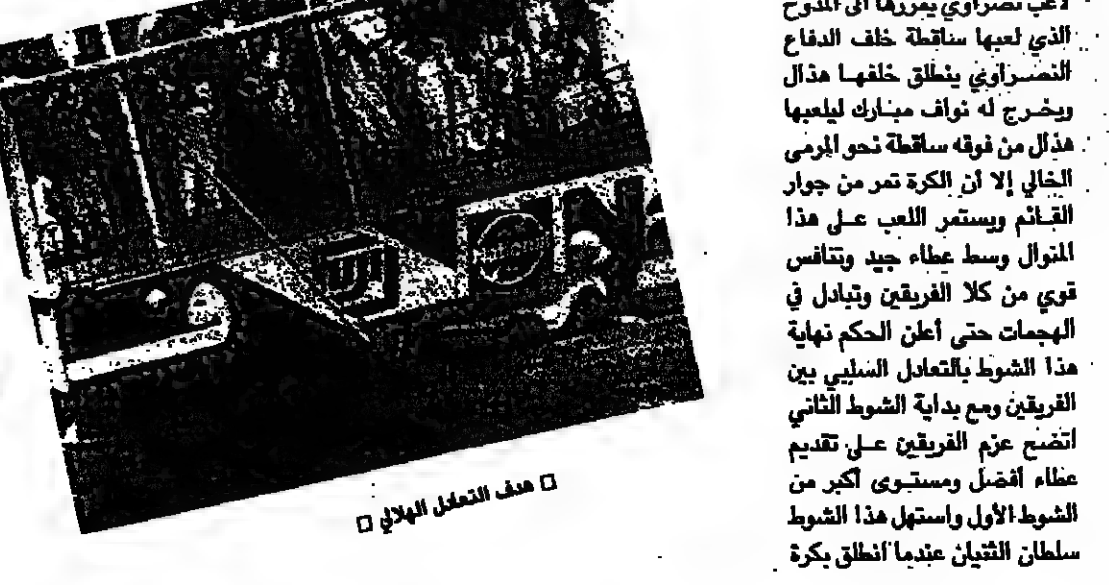 لاعب نصراوي يمررها الى المدوح
الذي لعبها ساقطة خلف الدفاع
النصراوي ينطلق خلفها هذال
ويخرج له نواف مبارك ليلعبها
هذال من فوقه ساقطة نحو المرمى
الخالي إلا أن الكرة تمر من جوار
القائم ويستمر اللعب على هذا
المنوال وسط عطاء جيد وتنافس
قوي من كلا الفريقين وتبادل في
الهجمات حتى أعلن الحكم نهاية
هذا الشوط بالتعادل السلبي بين
الفريقين ومع بداية الشوط الثاني
اتضح عزم الفريقين على تقديم
عطاء أفضل ومستوى أكبر من
الشوط الأول واستهل هذا الشوط
سلطان الثنيان عندما انطلق بكرة
□ هدف التعادل الهلالي □